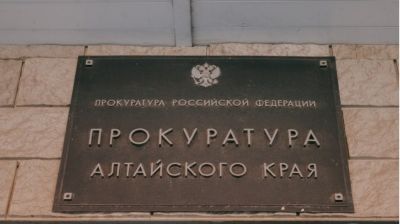 ПРОКУРАТУРА РОССИЙСКОЙ ФЕДЕРАЦИИ
ПРОКУРАТУРА
АЛТАЙСКОГО КРАЯ